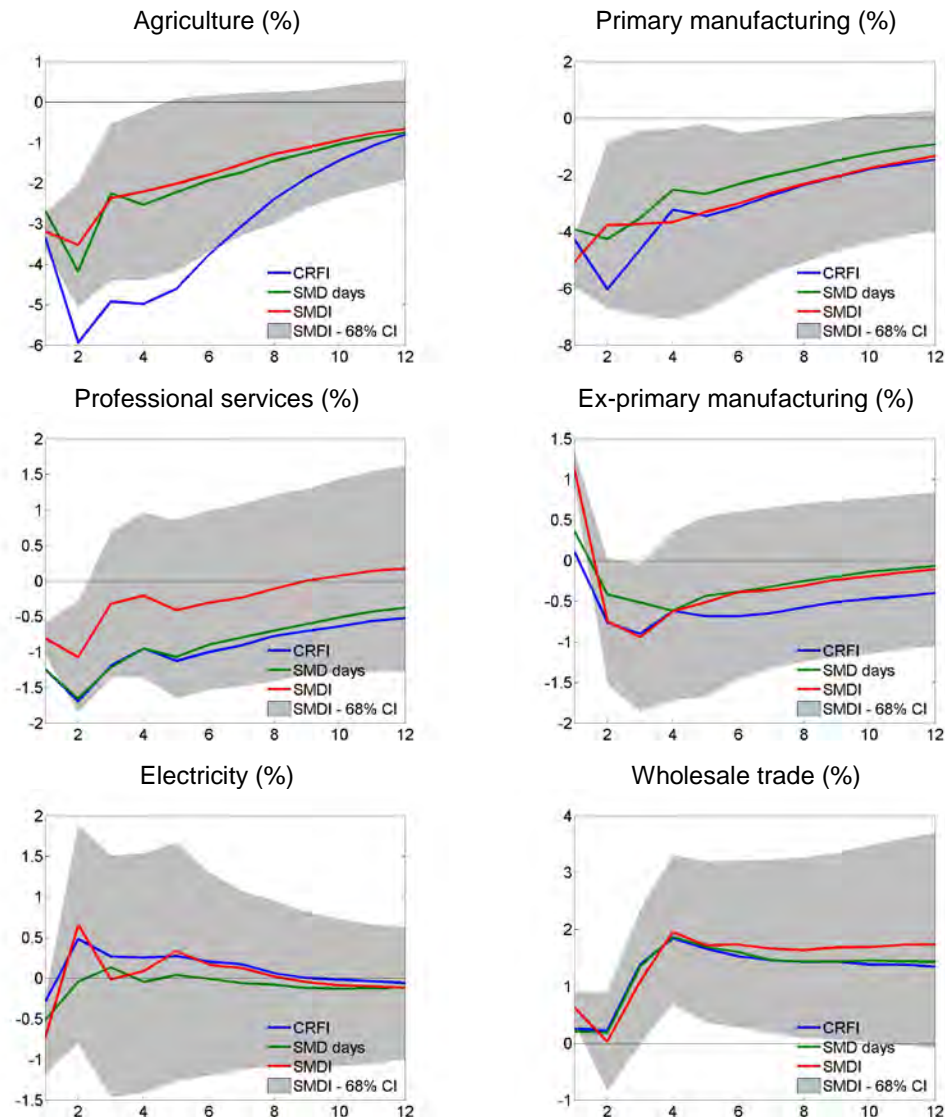 Agriculture (%)
1
0
-1
-2
-3
-4
-5
-6
2 4 6 8 10 12
CRFI
SMD days
SMDI
SMDI - 68% CI
Primary manufacturing (%)
2
0
-2
-4
-6
-8
2 4 6 8 10 12
CRFI
SMD days
SMDI
SMDI - 68% CI
Professional services (%)
2
1.5
1
0.5
0
-0.5
-1
-1.5
-2
2 4 6 8 10 12
CRFI
SMD days
SMDI
SMDI - 68% CI
Ex-primary manufacturing (%)
1.5
1
0.5
0
-0.5
-1
-1.5
-2
2 4 6 8 10 12
CRFI
SMD days
SMDI
SMDI - 68% CI
Electricity (%)
2
1.5
1
0.5
0
-0.5
-1
-1.5
2 4 6 8 10 12
CRFI
SMD days
SMDI
SMDI - 68% CI
Wholesale trade (%)
4
3
2
1
0
-1
2 4 6 8 10 12
CRFI
SMD days
SMDI
SMDI - 68% CI